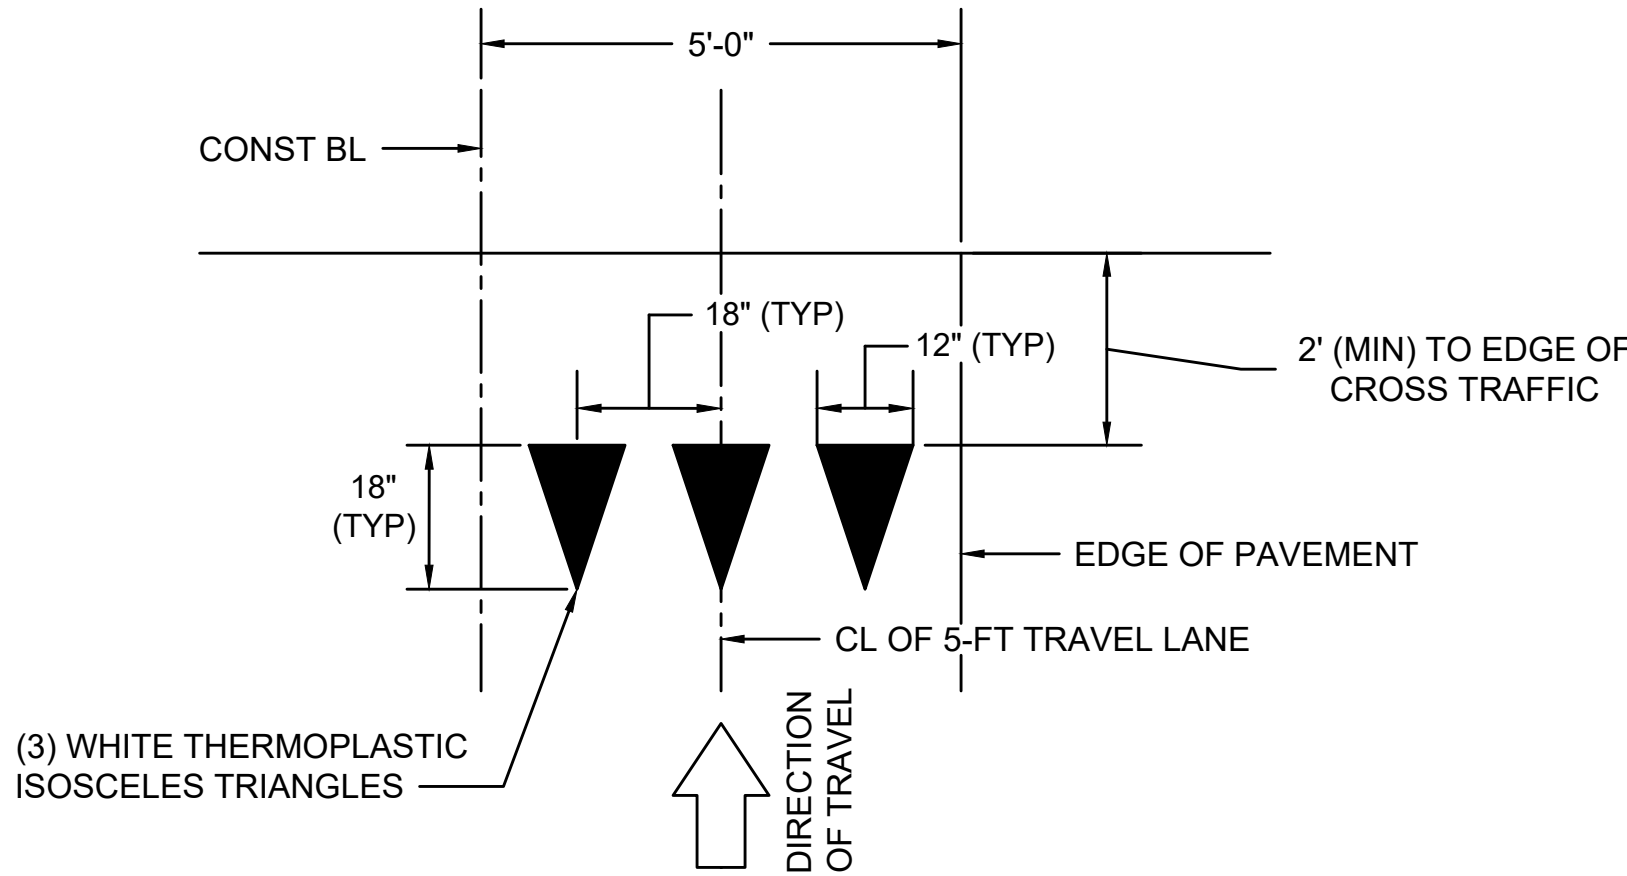 5'-0"
CONST BL
18" (TYP)
12" (TYP)
2' (MIN) TO EDGE OF
CROSS TRAFFIC
18"
(TYP)
EDGE OF PAVEMENT
CL OF 5-FT TRAVEL LANE
(3) WHITE THERMOPLASTIC
ISOSCELES TRIANGLES
DIRECTION
OF TRAVEL